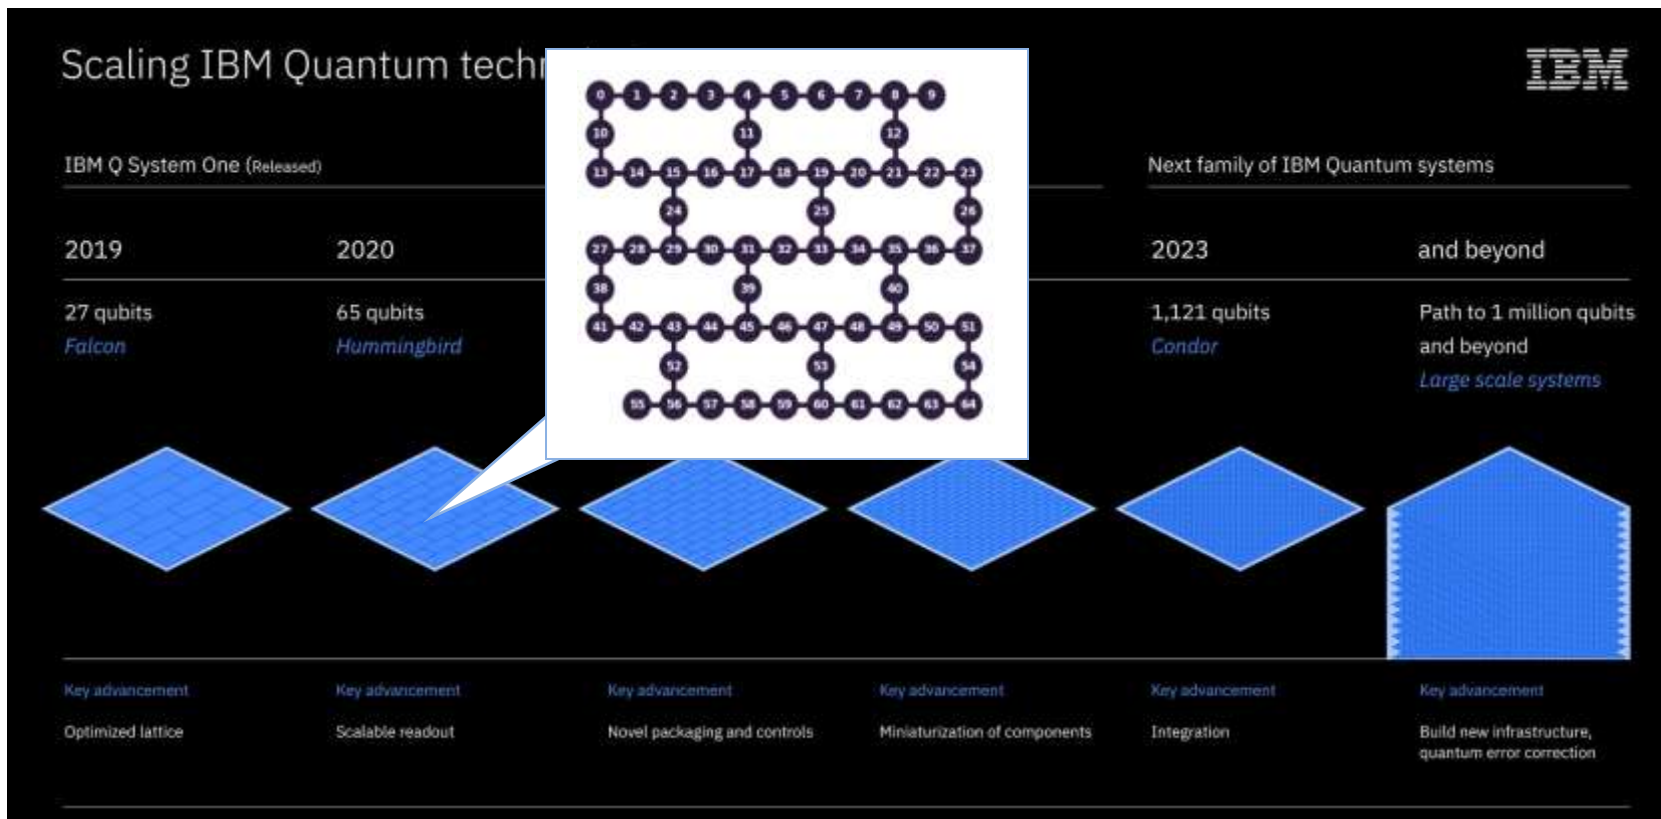 Scaling IBM Quantum techn
IBM
IBM Q System One (Released)
Next family of IBM Quantum systems
2019
2020
2023
and beyond
27 qubits
Falcon
65 qubits
Hummingbird
1,121 qubits
Condor
Path to 1 million qubits
and beyond
Large scale systems
0 1 2 3 4 5 6 7 8 9
10 11 12
13 14 15 16 17 18 19 20 21 22 23
24 25 26
27 28 29 30 31 32 33 34 35 36 37
38 39 40
41 42 43 44 45 46 47 48 49 50 51
52 53 54
55 56 57 58 59 60 61 62 63 64
Key advancement
Optimized lattice
Key advancement
Scalable readout
Key advancement
Novel packaging and controls
Key advancement
Miniaturization of components
Key advancement
Integration
Key advancement
Build new infrastructure,
quantum error correction